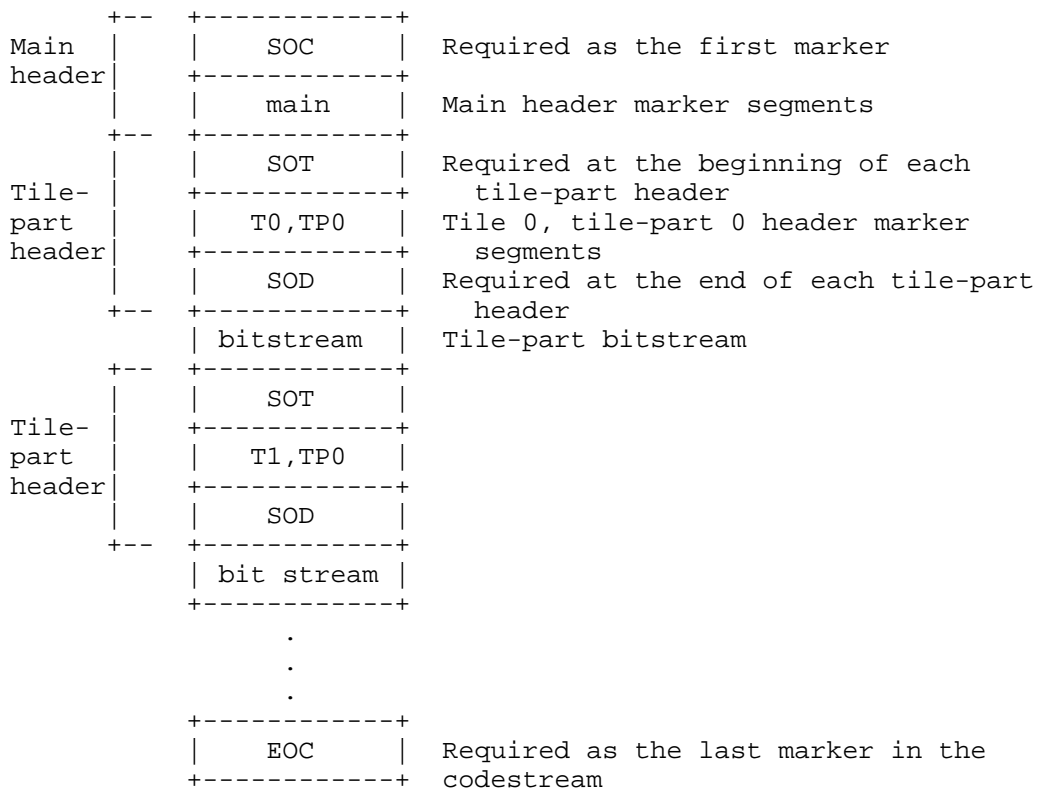 +--  +------------+
Main   |    |    SOC     |  Required as the first marker
header|    +------------+
|    |    main    |  Main header marker segments
+--  +------------+
|    |    SOT     |  Required at the beginning of each
Tile-  |    +------------+    tile-part header
part   |    |   T0,TP0   |  Tile 0, tile-part 0 header marker
header|    +------------+    segments
|    |    SOD     |  Required at the end of each tile-part
+--  +------------+    header
| bitstream  |  Tile-part bitstream
+--  +------------+
|    |    SOT     |
Tile-  |    +------------+
part   |    |   T1,TP0   |
header|    +------------+
|    |    SOD     |
+--  +------------+
| bit stream |
+------------+
.
.
.
+------------+
|    EOC     |  Required as the last marker in the
+------------+  codestream